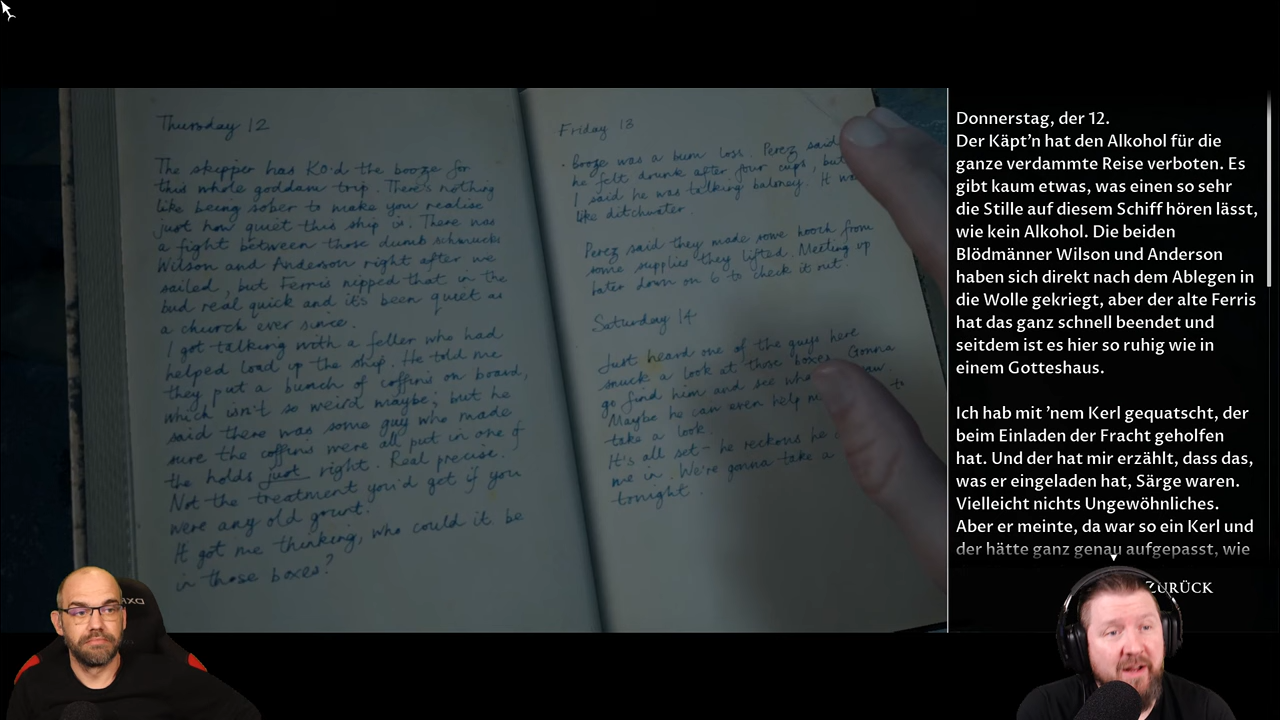 Thursday 12
The skipper has KO.d the booze for
this whole goddam trip. There's nothing
like being sober to make you realise
just how quiet this ship is. There was
a fight between those dumb schmucks
Wilson and Anderson right after we
sailed, but Ferris nipped that in the
bud real quick and it's been quiet as
a church ever since.
I got talking with a feller who had
helped load up the ship. He told me
they put a bunch of coffins on board,
which isn't so weird maybe; but he
said there was some guy who made
sure the coffins were all put in one of
the holds just right. Real precise.
Not the treatment you'd get if you
were any old grunt.
It got me thinking, who could it be
in those boxes?
Friday 13
Booze was a bum loss. Perez said
he felt drunk after four cups, but
I said he was talking baloney. It was
like ditchwater.
Perez said they made some hooch from
some supplies they lifted. Meeting up
later down on 6 to check it out.
Saturday 14
Just heard one of the guys here
snuck a look at those boxes. Gonna
go find him and see
Maybe he can even help
take a look
It's all set - he reckons he
me in. We're gonna take a
tonight.
Donnerstag, der 12.
Der Käpt’n hat den Alkohol für die
ganze verdammte Reise verboten. Es
gibt kaum etwas, was einen so sehr
die Stille auf diesem Schiff hören lässt,
wie kein Alkohol. Die beiden
Blödmänner Wilson und Anderson
haben sich direkt nach dem Ablegen in
die Wolle gekriegt, aber der alte Ferris
hat das ganz schnell beendet und
seitdem ist es hier so ruhig wie in
einem Gotteshaus.
Ich hab mit ’nem Kerl gequatscht, der
beim Einladen der Fracht geholfen
hat. Und der hat mir erzählt, dass das,
was er eingeladen hat, Särge waren.
Vielleicht nichts Ungewöhnliches.
Aber er meinte, da war so ein Kerl und
der hätte ganz genau aufgepasst, wie
ZURÜCK